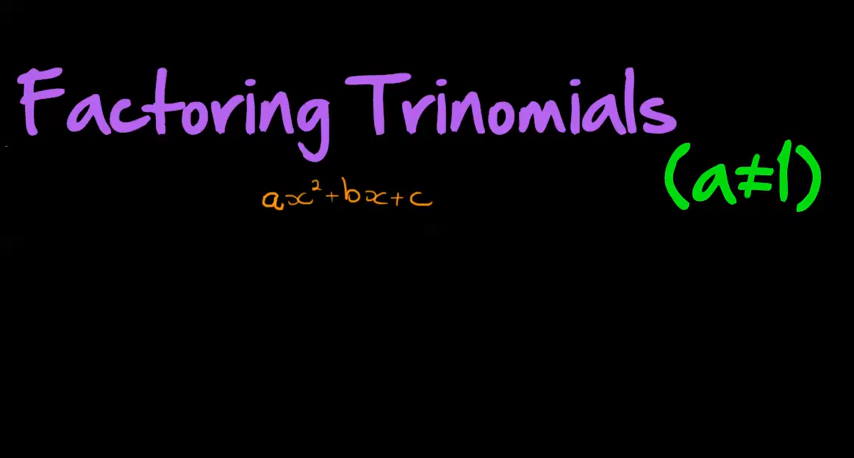 Factoring Trinomials
(a≠1)
ax²+bx+c